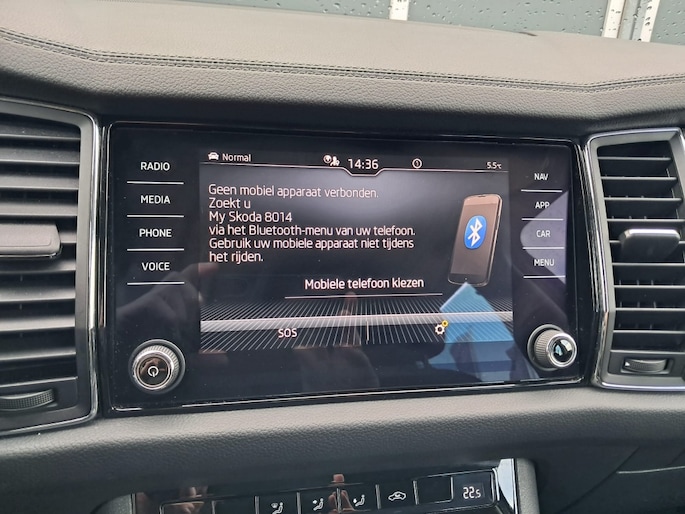 RADIO
MEDIA
PHONE
VOICE
Normal
14:36
5.5°C
Geen mobiel apparaat verbonden.
Zoekt u
My Skoda 8014
via het Bluetooth-menu van uw telefoon.
Gebruik uw mobiele apparaat niet tijdens
het rijden.
Mobiele telefoon kiezen
SOS
NAV
APP
CAR
MENU
22.5